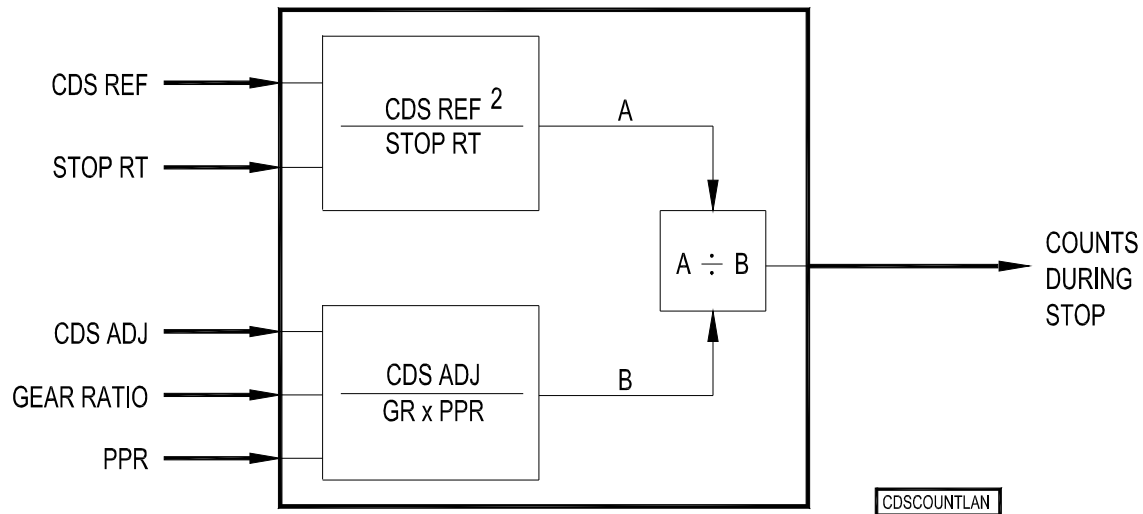 CDS REF
STOP RT
CDS REF 2
STOP RT
A
A ÷ B
COUNTS
DURING
STOP
CDS ADJ
GEAR RATIO
PPR
CDS ADJ
GR x PPR
B
CDSCOUNTLAN